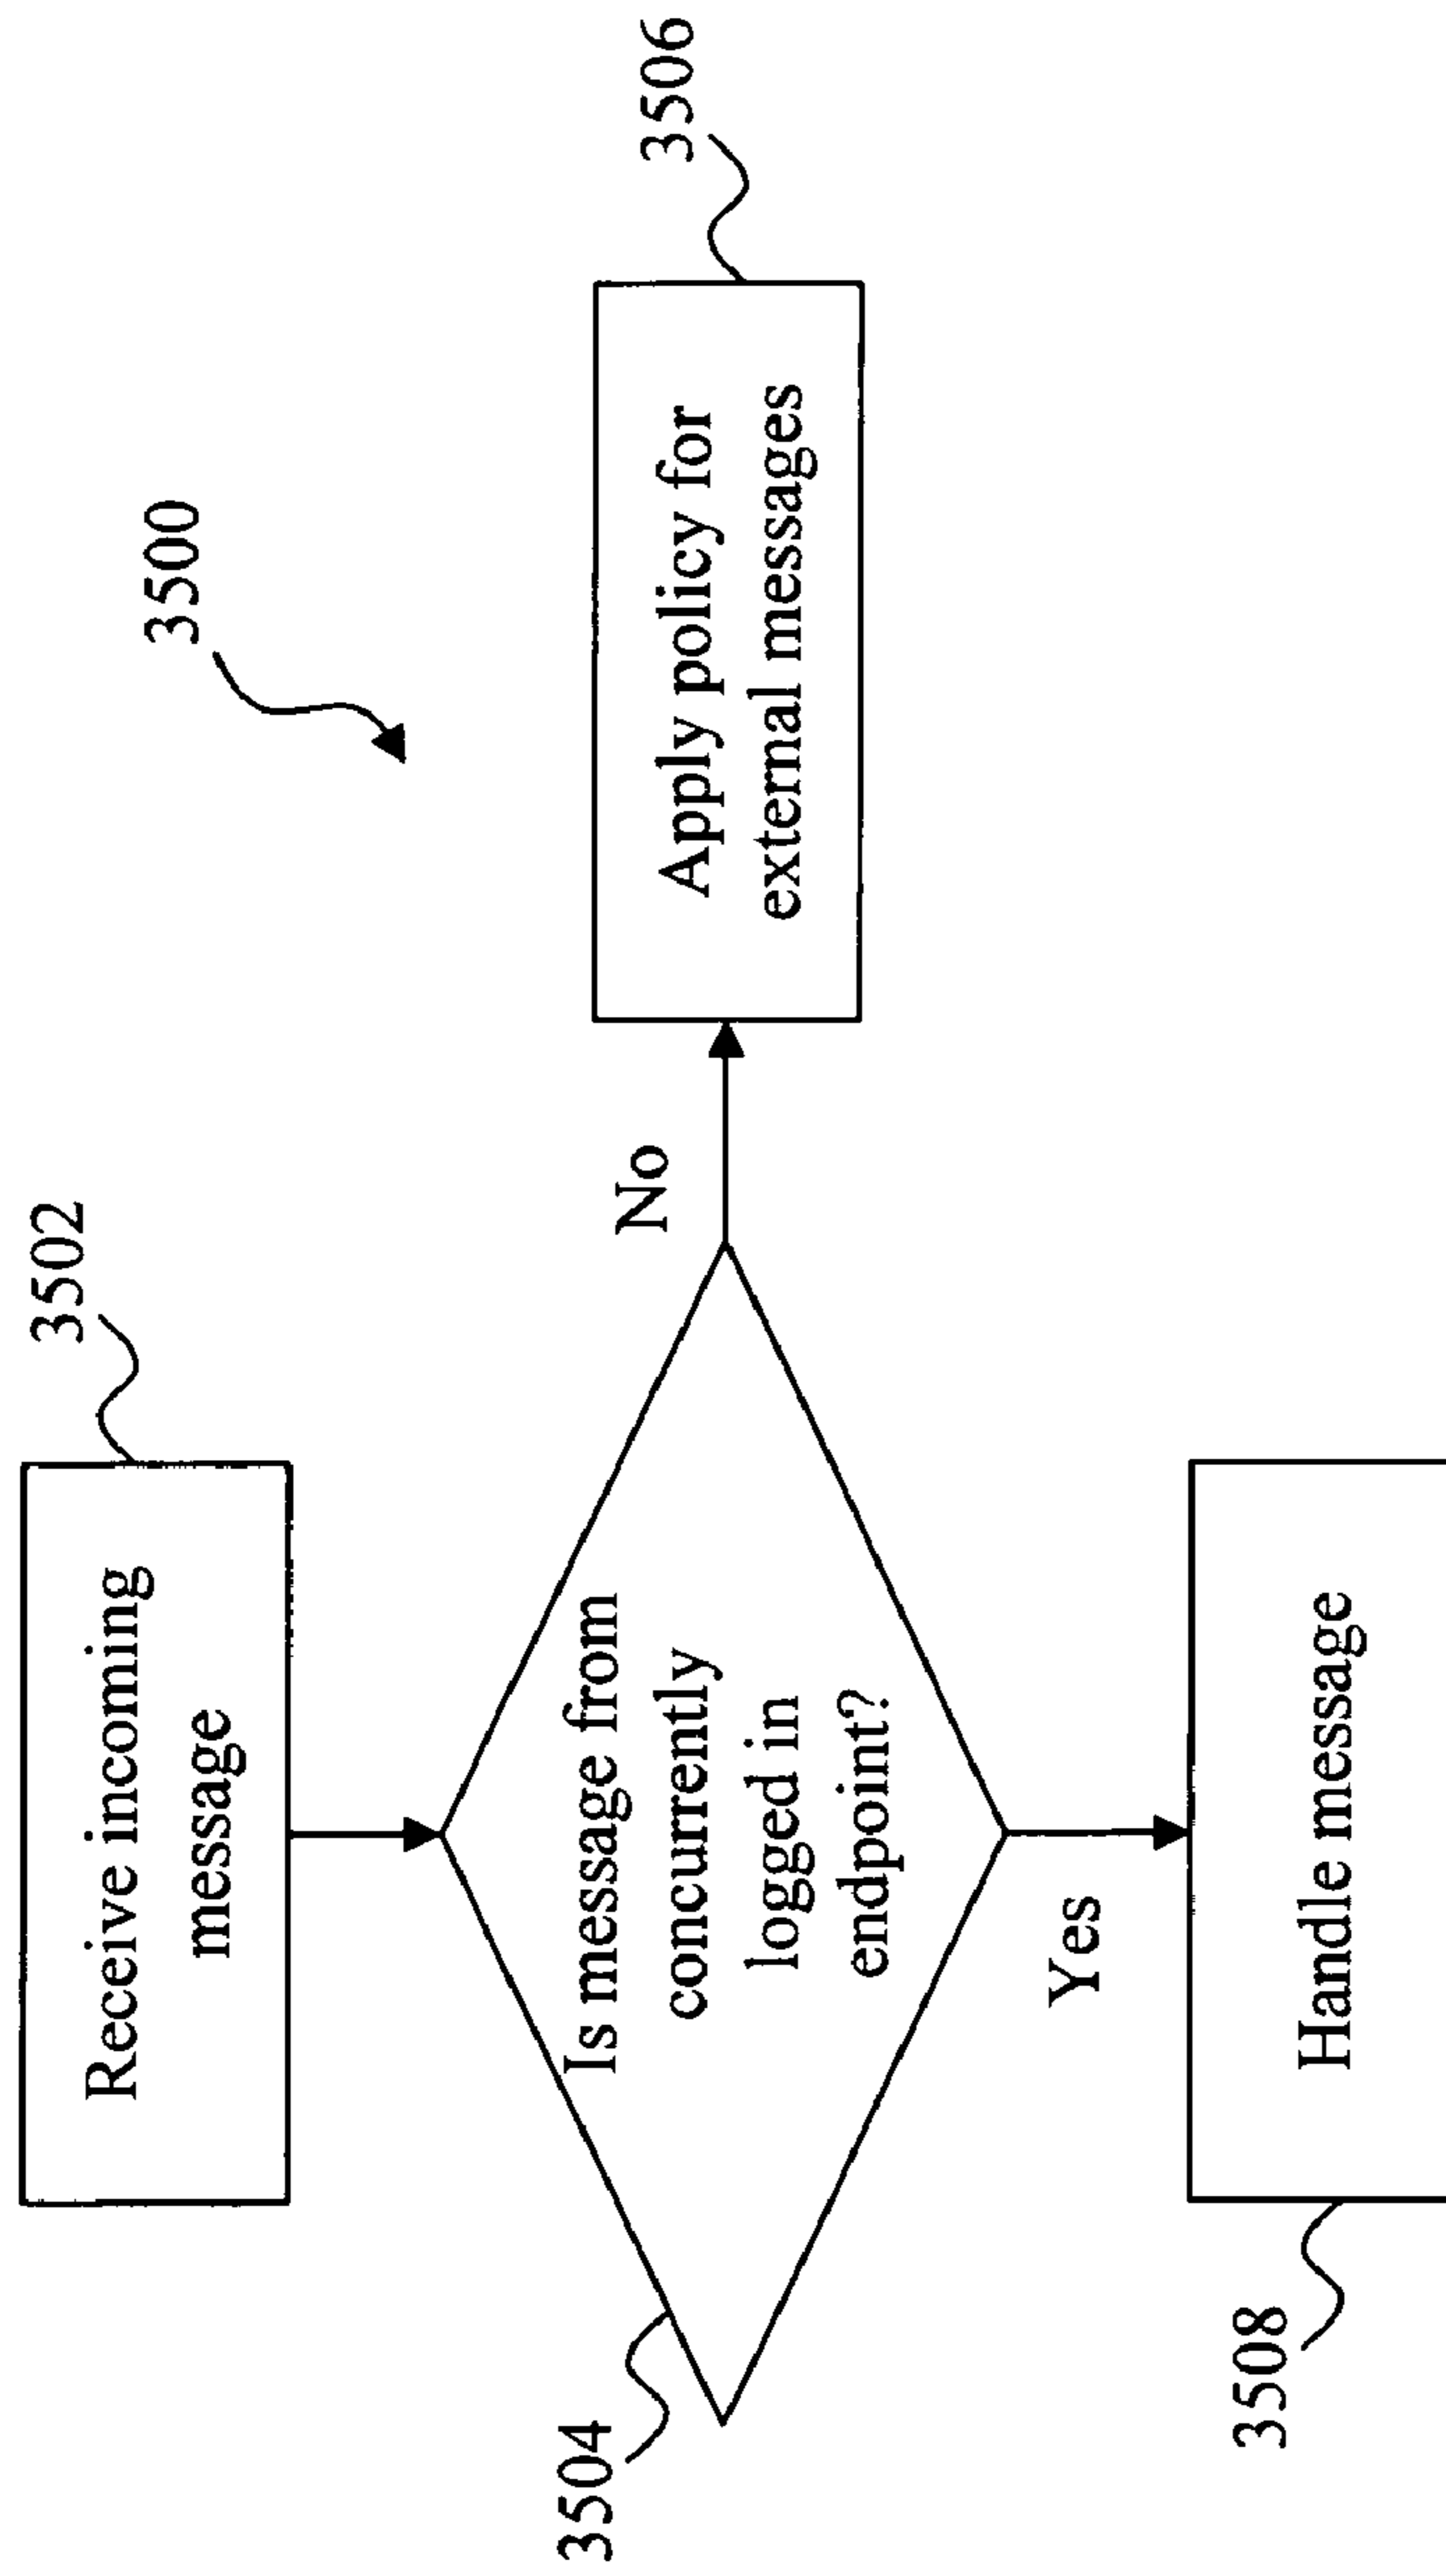 3500
3502
Receive incoming
message
3504
Is message from
concurrently
logged in
endpoint?
No
3506
Apply policy for
external messages
Yes
3508
Handle message